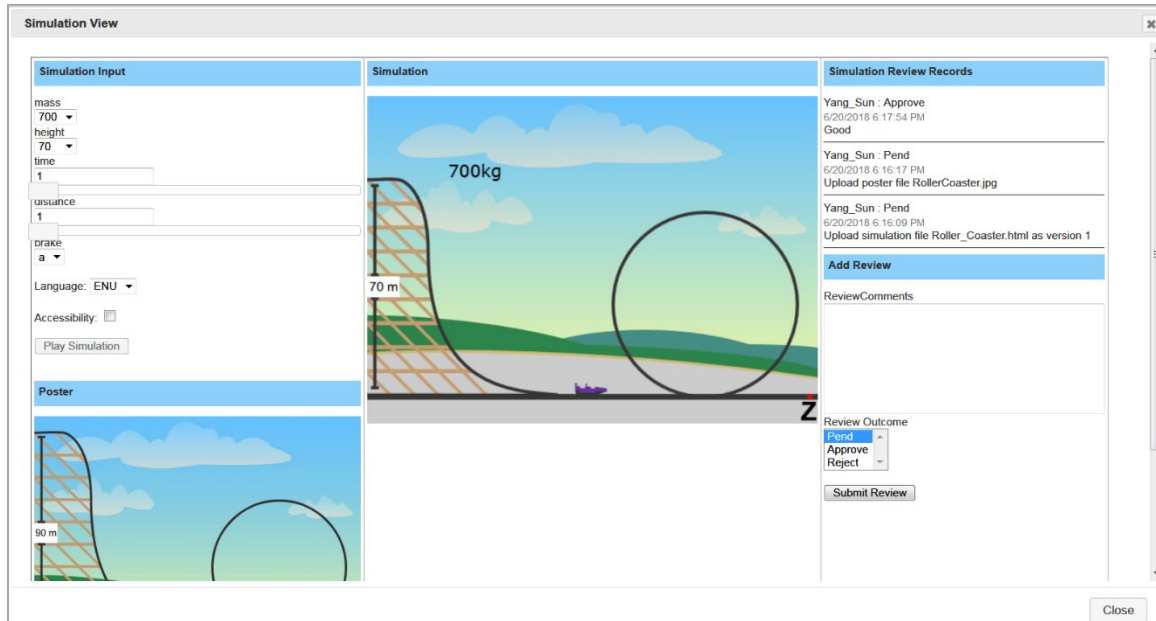 Simulation View
Simulation Input
mass
700
height
70
time
1
distance
1
brake
a
Language: ENU
Accessibility:
Play Simulation
Poster
90 m
Simulation
700kg
70 m
Z
Simulation Review Records
Yang_Sun : Approve
6/20/2018 6:17:54 PM
Good
Yang_Sun : Pend
6/20/2018 6:16:17 PM
Upload poster file RollerCoaster.jpg
Yang_Sun : Pend
6/20/2018 6:16:09 PM
Upload simulation file Roller_Coaster.html as version 1
Add Review
ReviewComments
Review Outcome
Pend
Approve
Reject
Submit Review
Close